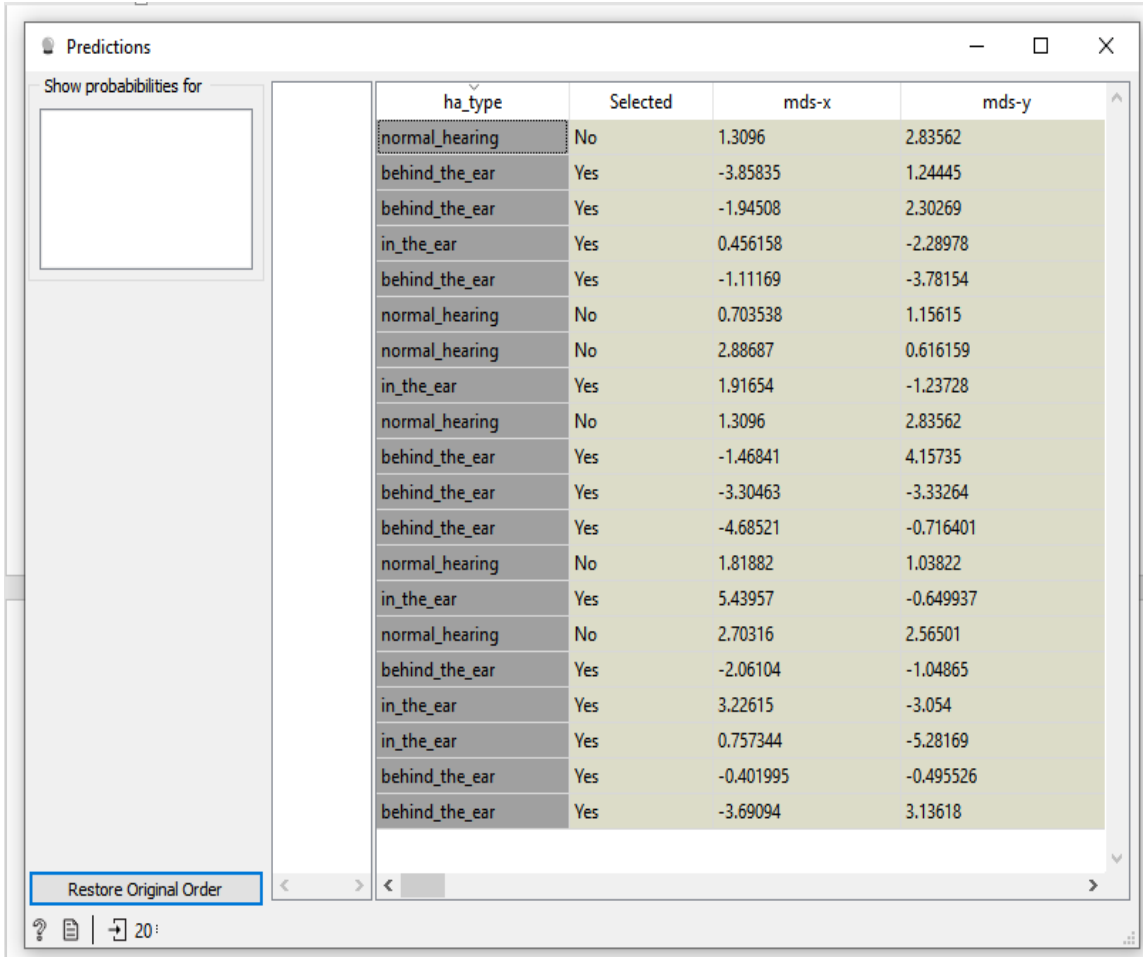 Predictions
Show probabibilities for
ha_type Selected mds-x mds-y
normal_hearing No 1.3096 2.83562
behind_the_ear Yes -3.85835 1.24445
behind_the_ear Yes -1.94508 2.30269
in_the_ear Yes 0.456158 -2.28978
behind_the_ear Yes -1.11169 -3.78154
normal_hearing No 0.703538 1.15615
normal_hearing No 2.88687 0.616159
in_the_ear Yes 1.91654 -1.23728
normal_hearing No 1.3096 2.83562
behind_the_ear Yes -1.46841 4.15735
behind_the_ear Yes -3.30463 -3.33264
behind_the_ear Yes -4.68521 -0.716401
normal_hearing No 1.81882 1.03822
in_the_ear Yes 5.43957 -0.649937
normal_hearing No 2.70316 2.56501
behind_the_ear Yes -2.06104 -1.04865
in_the_ear Yes 3.22615 -3.054
in_the_ear Yes 0.757344 -5.28169
behind_the_ear Yes -0.401995 -0.495526
behind_the_ear Yes -3.69094 3.13618
Restore Original Order
? 20